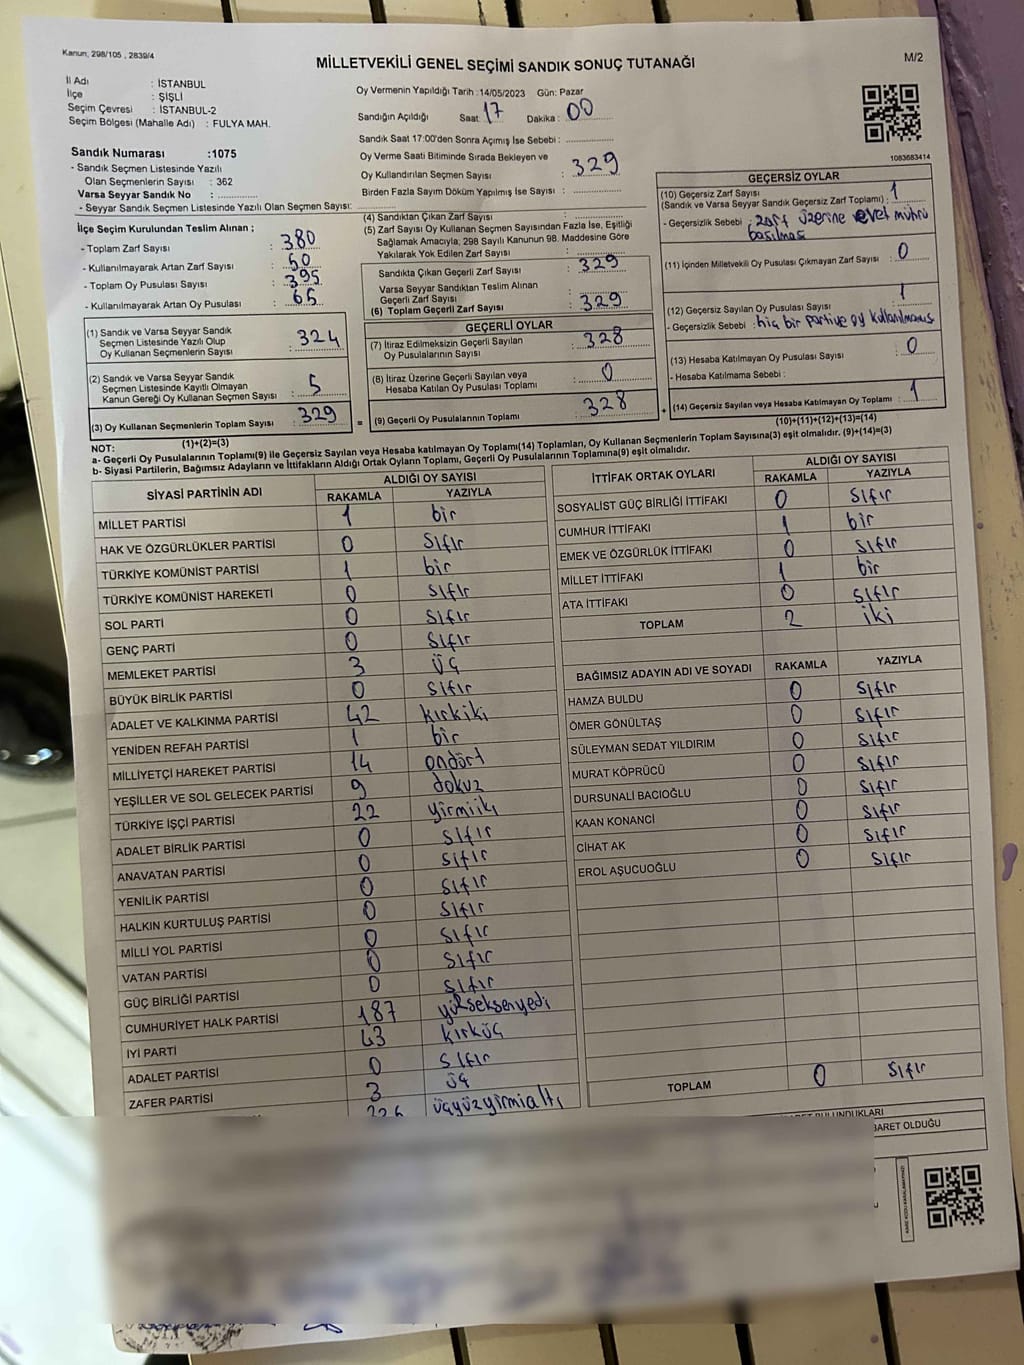 Kanun, 298/105 , 2839/4
MİLLETVEKİLİ GENEL SEÇİMİ SANDIK SONUÇ TUTANAĞI
M/2
İl Adı : İSTANBUL
İlçe : ŞİŞLİ
Seçim Çevresi : İSTANBUL-2
Seçim Bölgesi (Mahalle Adı) : FULYA MAH.
Oy Vermenin Yapıldığı Tarih :14/05/2023 Gün: Pazar
Sandığın Açıldığı Saat 17 Dakika : 00
Sandık Saat 17:00'den Sonra Açımış İse Sebebi :
Oy Verme Saati Bitiminde Sırada Bekleyen ve
Oy Kullandırılan Seçmen Sayısı : 329
Birden Fazla Sayım Döküm Yapılmış İse Sayısı :
1083683414
Sandık Numarası :1075
- Sandık Seçmen Listesinde Yazılı
Olan Seçmenlerin Sayısı : 362
Varsa Seyyar Sandık No :
- Seyyar Sandık Seçmen Listesinde Yazılı Olan Seçmen Sayısı:
İlçe Seçim Kurulundan Teslim Alınan ;
- Toplam Zarf Sayısı : 380
- Kullanılmayarak Artan Zarf Sayısı : 50
- Toplam Oy Pusulası Sayısı : 395
- Kullanılmayarak Artan Oy Pusulası : 65
(1) Sandık ve Varsa Seyyar Sandık
Seçmen Listesinde Yazılı Olup
Oy Kullanan Seçmenlerin Sayısı : 324
(2) Sandık ve Varsa Seyyar Sandık
Seçmen Listesinde Kayıtlı Olmayan
Kanun Gereği Oy Kullanan Seçmen Sayısı : 5
(3) Oy Kullanan Seçmenlerin Toplam Sayısı : 329
(1)+(2)=(3)
(4) Sandıktan Çıkan Zarf Sayısı :
(5) Zarf Sayısı Oy Kullanan Seçmen Sayısından Fazla İse, Eşitliği
Sağlamak Amacıyla, 298 Sayılı Kanunun 98. Maddesine Göre
Yakılarak Yok Edilen Zarf Sayısı :
Sandıkta Çıkan Geçerli Zarf Sayısı : 329
Varsa Seyyar Sandıktan Teslim Alınan
Geçerli Zarf Sayısı :
(6) Toplam Geçerli Zarf Sayısı : 329
GEÇERLİ OYLAR
(7) İtiraz Edilmeksizin Geçerli Sayılan
Oy Pusulalarının Sayısı : 328
(8) İtiraz Üzerine Geçerli Sayılan veya
Hesaba Katılan Oy Pusulası Toplamı : 0
= (9) Geçerli Oy Pusulalarının Toplamı : 328 +
GEÇERSİZ OYLAR
(10) Geçersiz Zarf Sayısı
(Sandık ve Varsa Seyyar Sandık Geçersiz Zarf Toplamı) : 1
- Geçersizlik Sebebi : zarf üzerine evet mührü
basılması
(11) İçinden Milletvekili Oy Pusulası Çıkmayan Zarf Sayısı : 0
(12) Geçersiz Sayılan Oy Pusulası Sayısı : 1
- Geçersizlik Sebebi : hiç bir partiye oy kullanılmamış
(13) Hesaba Katılmayan Oy Pusulası Sayısı : 0
- Hesaba Katılmama Sebebi :
(14) Geçersiz Sayılan veya Hesaba Katılmayan Oy Toplamı : 1
(10)+(11)+(12)+(13)=(14)
NOT:
a- Geçerli Oy Pusulalarının Toplamı(9) ile Geçersiz Sayılan veya Hesaba katılmayan Oy Toplamı(14) Toplamları, Oy Kullanan Seçmenlerin Toplam Sayısına(3) eşit olmalıdır. (9)+(14)=(3)
b- Siyasi Partilerin, Bağımsız Adayların ve İttifakların Aldığı Ortak Oyların Toplamı, Geçerli Oy Pusulalarının Toplamına(9) eşit olmalıdır.
SİYASİ PARTİNİN ADI ALDIĞI OY SAYISI
RAKAMLA YAZIYLA
MİLLET PARTİSİ 1 bir
HAK VE ÖZGÜRLÜKLER PARTİSİ 0 sıfır
TÜRKİYE KOMÜNİST PARTİSİ 1 bir
TÜRKİYE KOMÜNİST HAREKETİ 0 sıfır
SOL PARTİ 0 sıfır
GENÇ PARTİ 0 sıfır
MEMLEKET PARTİSİ 3 üç
BÜYÜK BİRLİK PARTİSİ 0 sıfır
ADALET VE KALKINMA PARTİSİ 42 kırkiki
YENİDEN REFAH PARTİSİ 1 bir
MİLLİYETÇİ HAREKET PARTİSİ 14 ondört
YEŞİLLER VE SOL GELECEK PARTİSİ 9 dokuz
TÜRKİYE İŞÇİ PARTİSİ 22 yirmiiki
ADALET BİRLİK PARTİSİ 0 sıfır
ANAVATAN PARTİSİ 0 sıfır
YENİLİK PARTİSİ 0 sıfır
HALKIN KURTULUŞ PARTİSİ 0 sıfır
MİLLİ YOL PARTİSİ 0 sıfır
VATAN PARTİSİ 0 sıfır
GÜÇ BİRLİĞİ PARTİSİ 0 sıfır
CUMHURİYET HALK PARTİSİ 187 yükseksenyedi
İYİ PARTİ 43 kırküç
ADALET PARTİSİ 0 sıfır
ZAFER PARTİSİ 3 üç
326 üçyüzyirmialtı
İTTİFAK ORTAK OYLARI ALDIĞI OY SAYISI
RAKAMLA YAZIYLA
SOSYALİST GÜÇ BİRLİĞİ İTTİFAKI 0 sıfır
CUMHUR İTTİFAKI 1 bir
EMEK VE ÖZGÜRLÜK İTTİFAKI 0 sıfır
MİLLET İTTİFAKI 1 bir
ATA İTTİFAKI 0 sıfır
TOPLAM 2 iki
BAĞIMSIZ ADAYIN ADI VE SOYADI RAKAMLA YAZIYLA
HAMZA BULDU 0 sıfır
ÖMER GÖNÜLTAŞ 0 sıfır
SÜLEYMAN SEDAT YILDIRIM 0 sıfır
MURAT KÖPRÜCÜ 0 sıfır
DURSUNALİ BACIOĞLU 0 sıfır
KAAN KONANCİ 0 sıfır
CİHAT AK 0 sıfır
EROL AŞUCUOĞLU 0 sıfır
TOPLAM 0 sıfır
BULUNDUKLARI
BARET OLDUĞU